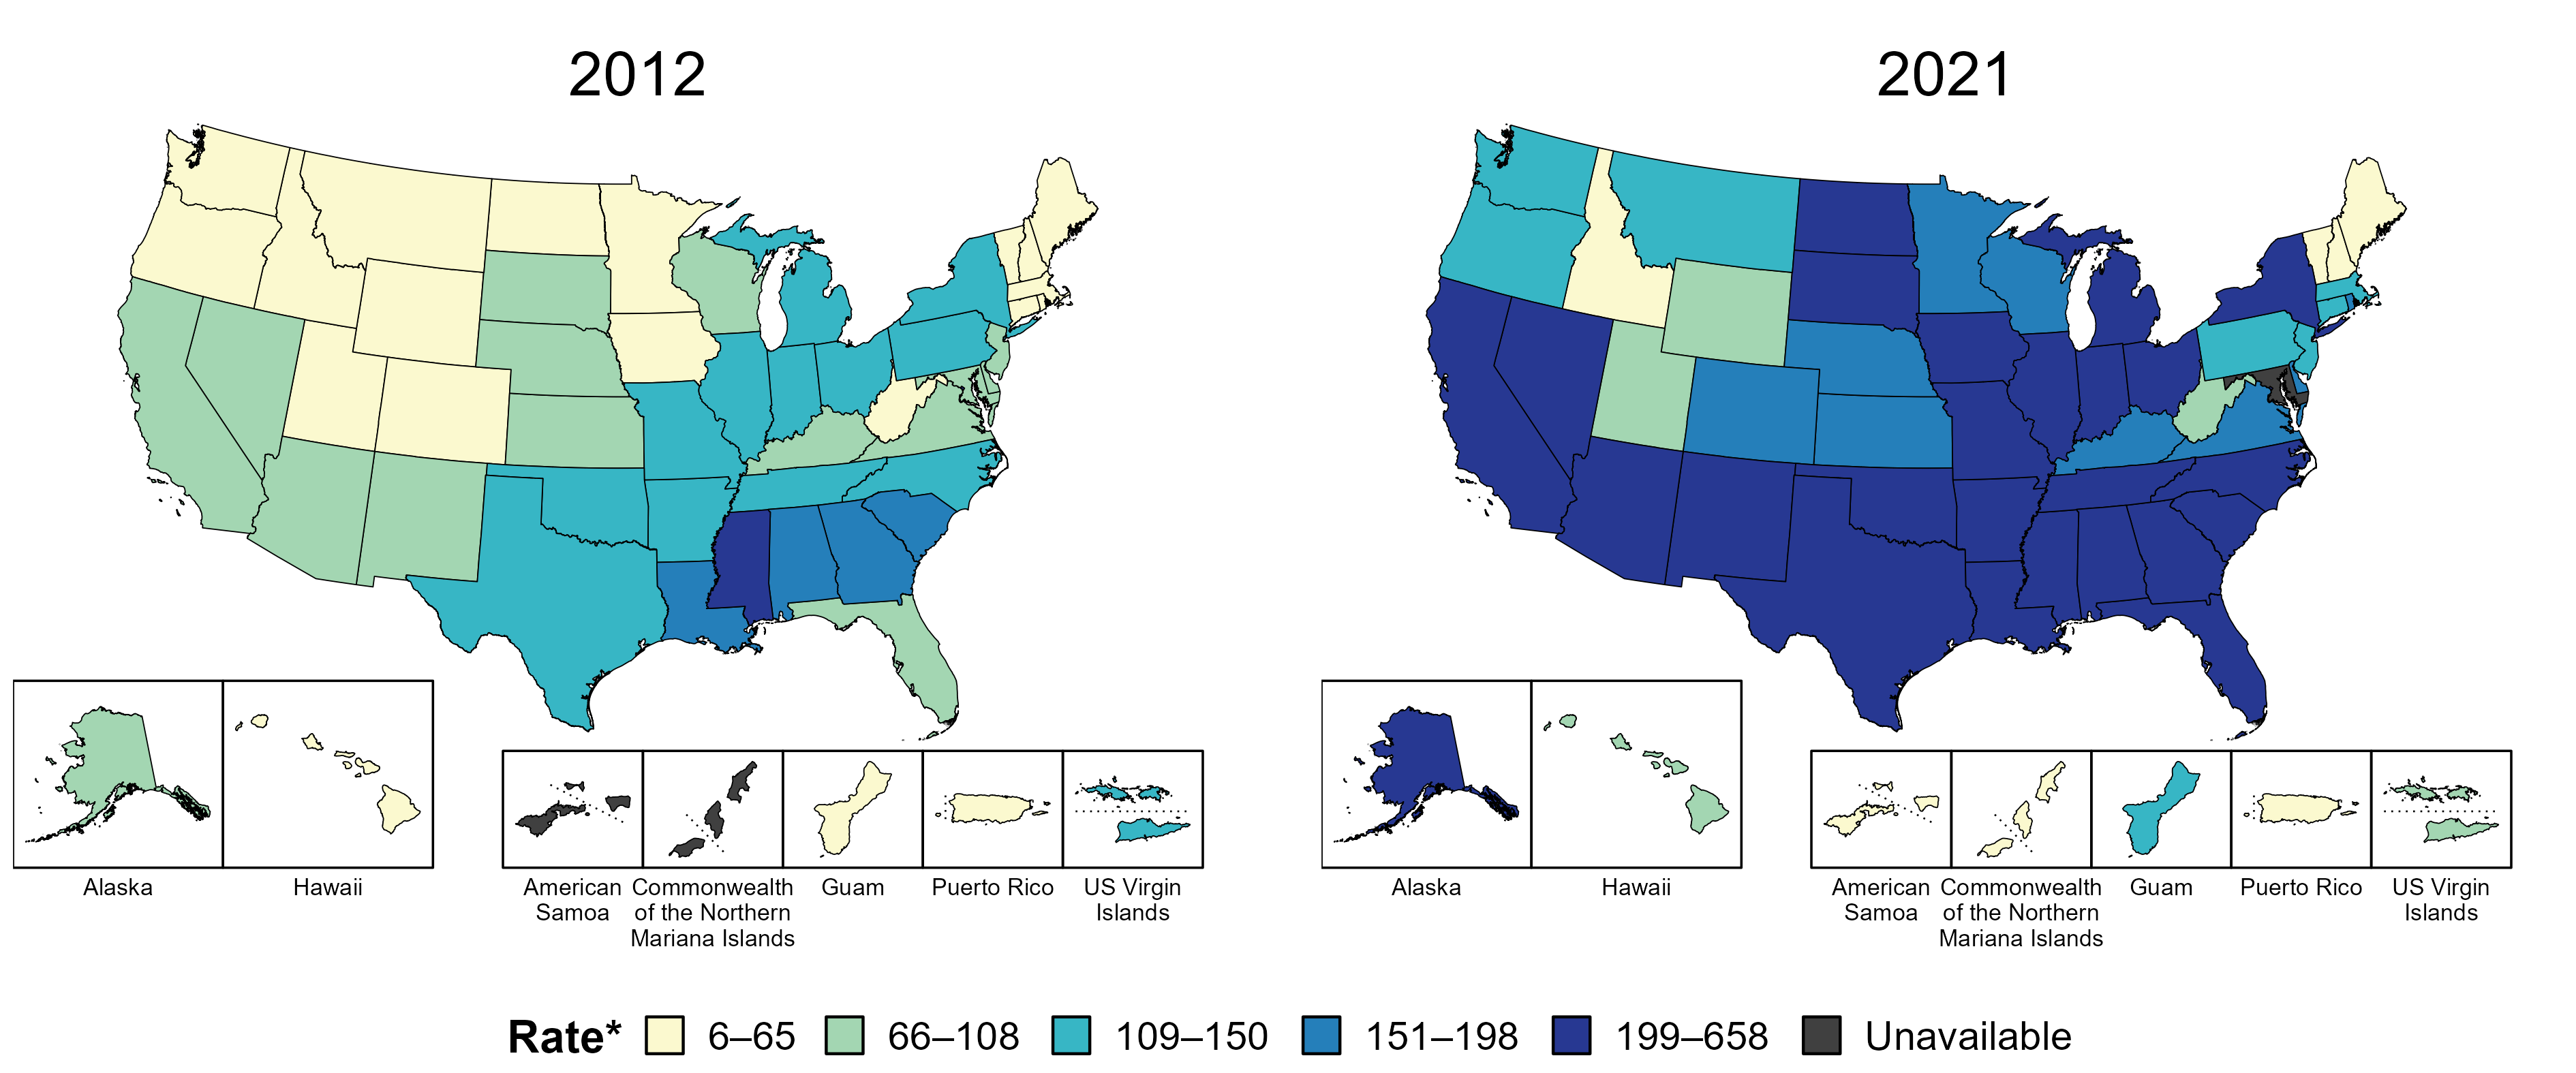 2012
2021
Alaska
Hawaii
American
Samoa
Commonwealth
of the Northern
Mariana Islands
Guam
Puerto Rico
US Virgin
Islands
Alaska
Hawaii
American
Samoa
Commonwealth
of the Northern
Mariana Islands
Guam
Puerto Rico
US Virgin
Islands
Rate* 6–65 66–108 109–150 151–198 199–658 Unavailable